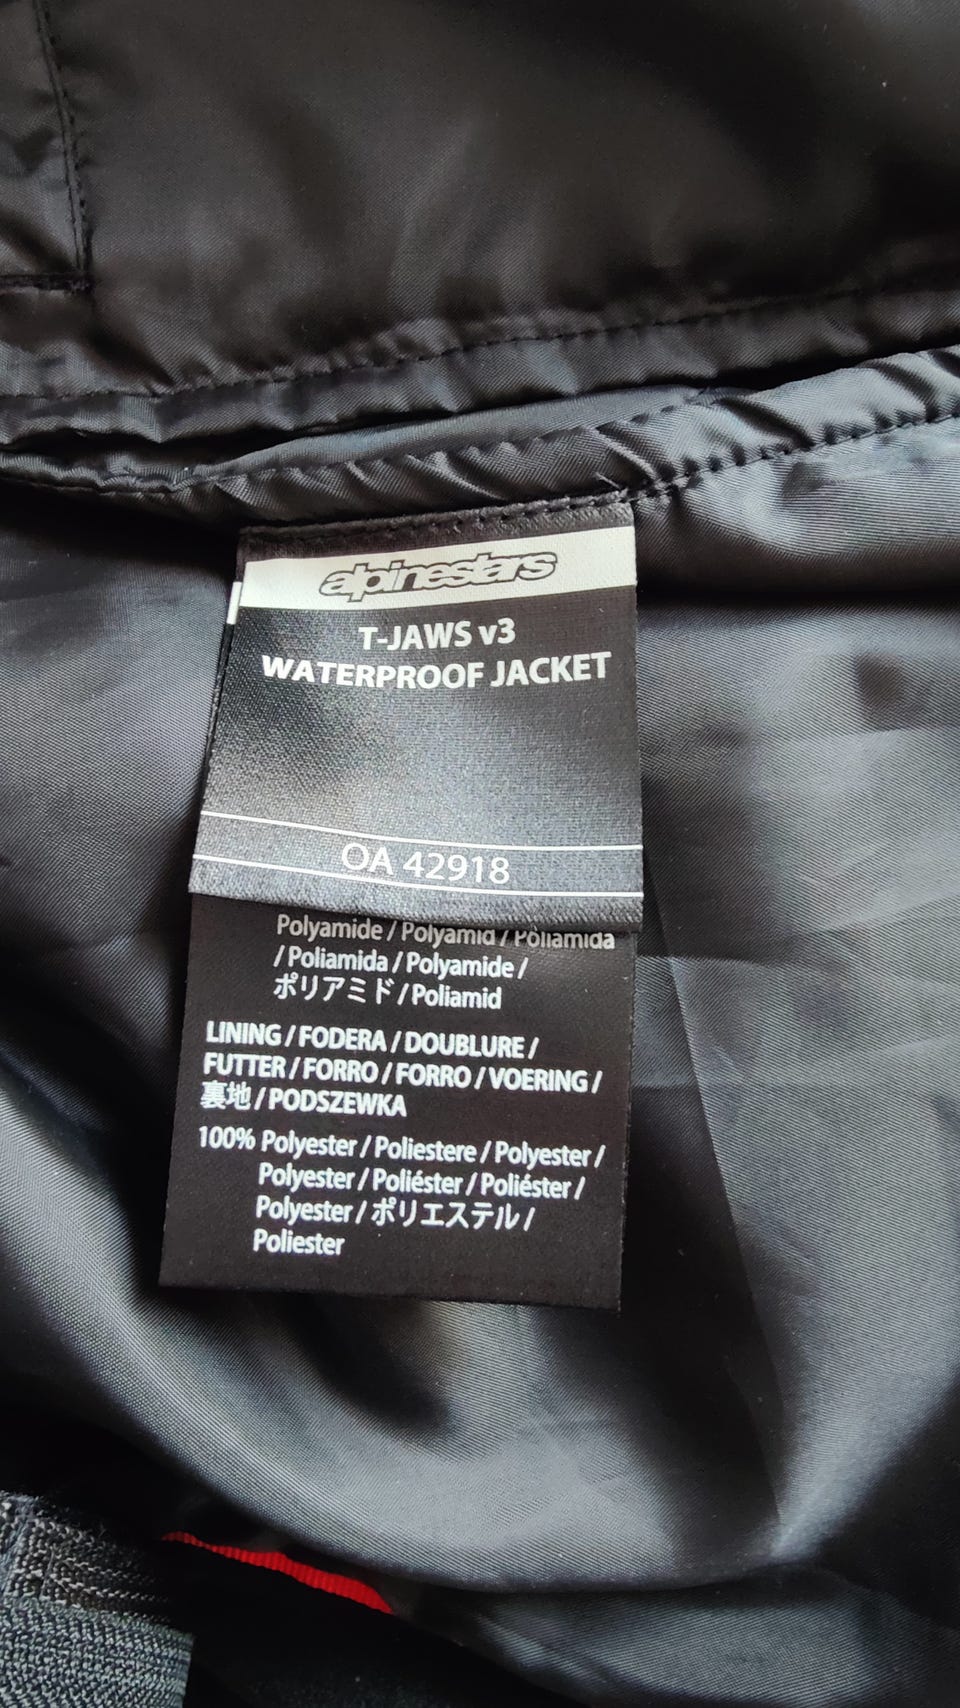 alpinestars
T-JAWS v3
WATERPROOF JACKET
OA 42918
Polyamide / Polyamid / Poliamida
/ Poliamida / Polyamide /
ポリアミド / Poliamid
LINING / FODERA / DOUBLURE /
FUTTER / FORRO / FORRO / VOERING /
裏地 / PODSZEWKA
100% Polyester / Poliestere / Polyester /
Polyester / Poliéster / Poliéster /
Polyester / ポリエステル /
Poliester